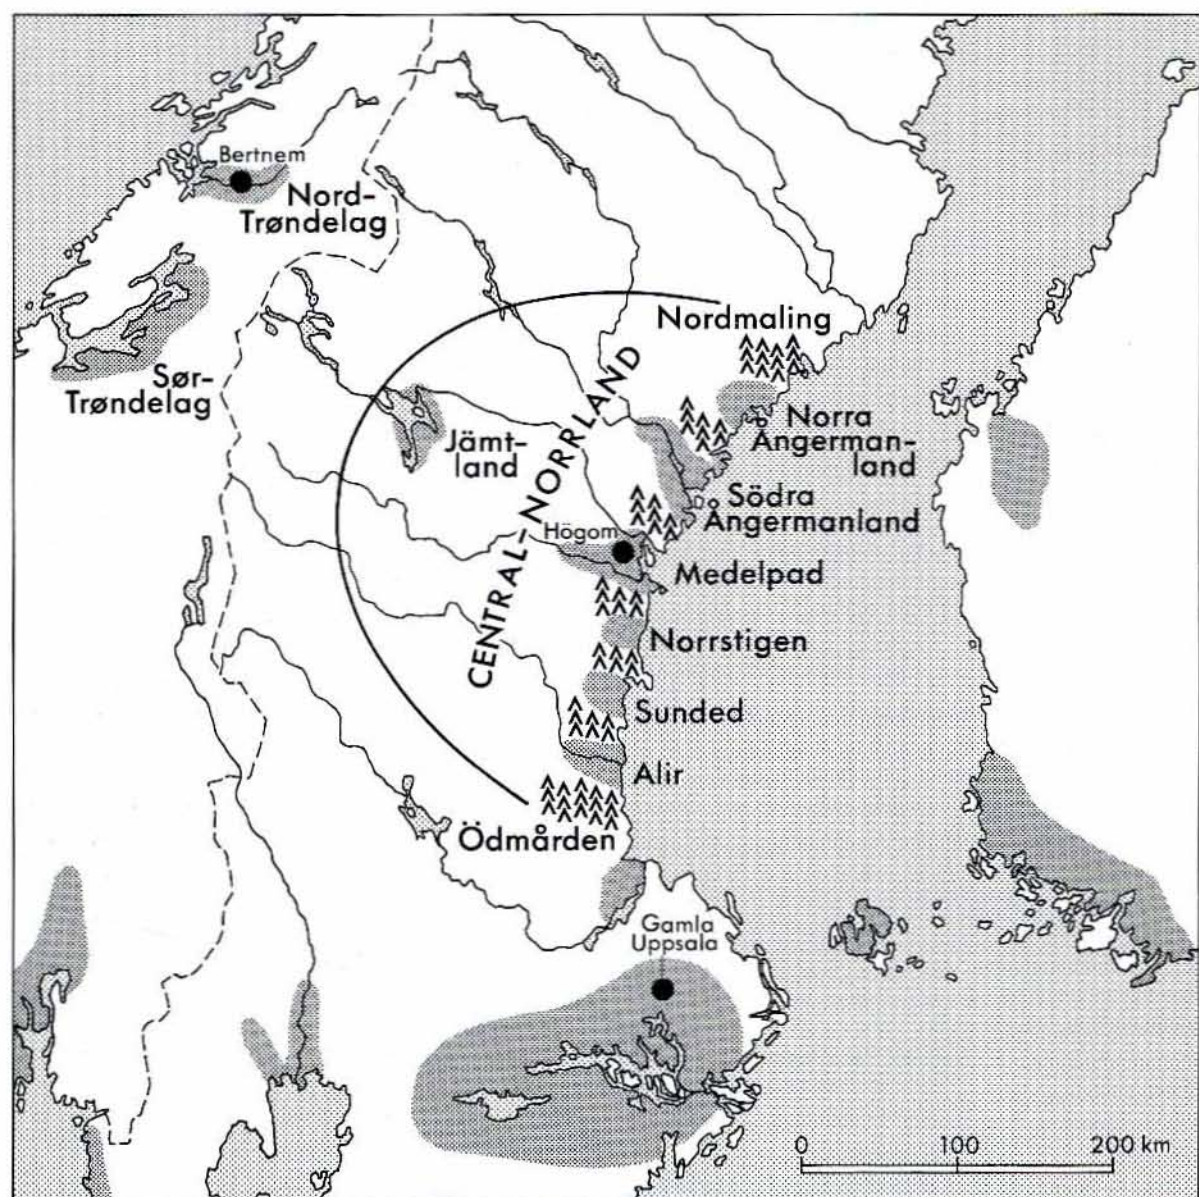 Bertnem
Nord-
Trøndelag
Nordmaling
Sør-
Trøndelag
Norra
Ångerman-
land
Jämt-
land
CENTRAL-NORRLAND
Södra
Ångermanland
Högom
Medelpad
Norrstigen
Sunded
Alir
Ödmården
Gamla
Uppsala
0 100 200 km